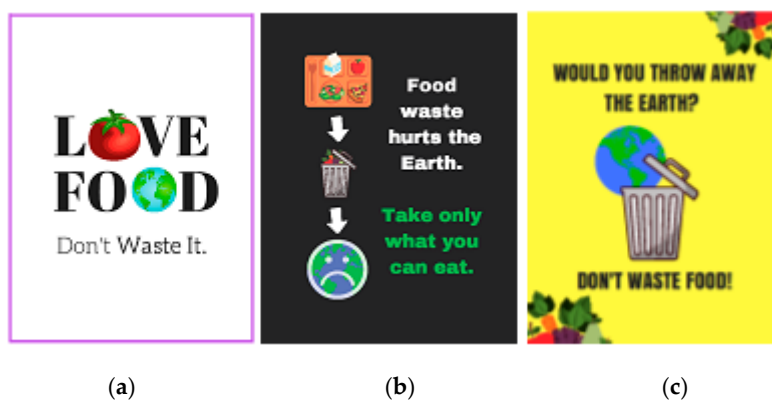 LOVE
FOOD
Don't Waste It.
Food
waste
hurts the
Earth.
Take only
what you
can eat.
WOULD YOU THROW AWAY
THE EARTH?
DON'T WASTE FOOD!
(a)
(b)
(c)